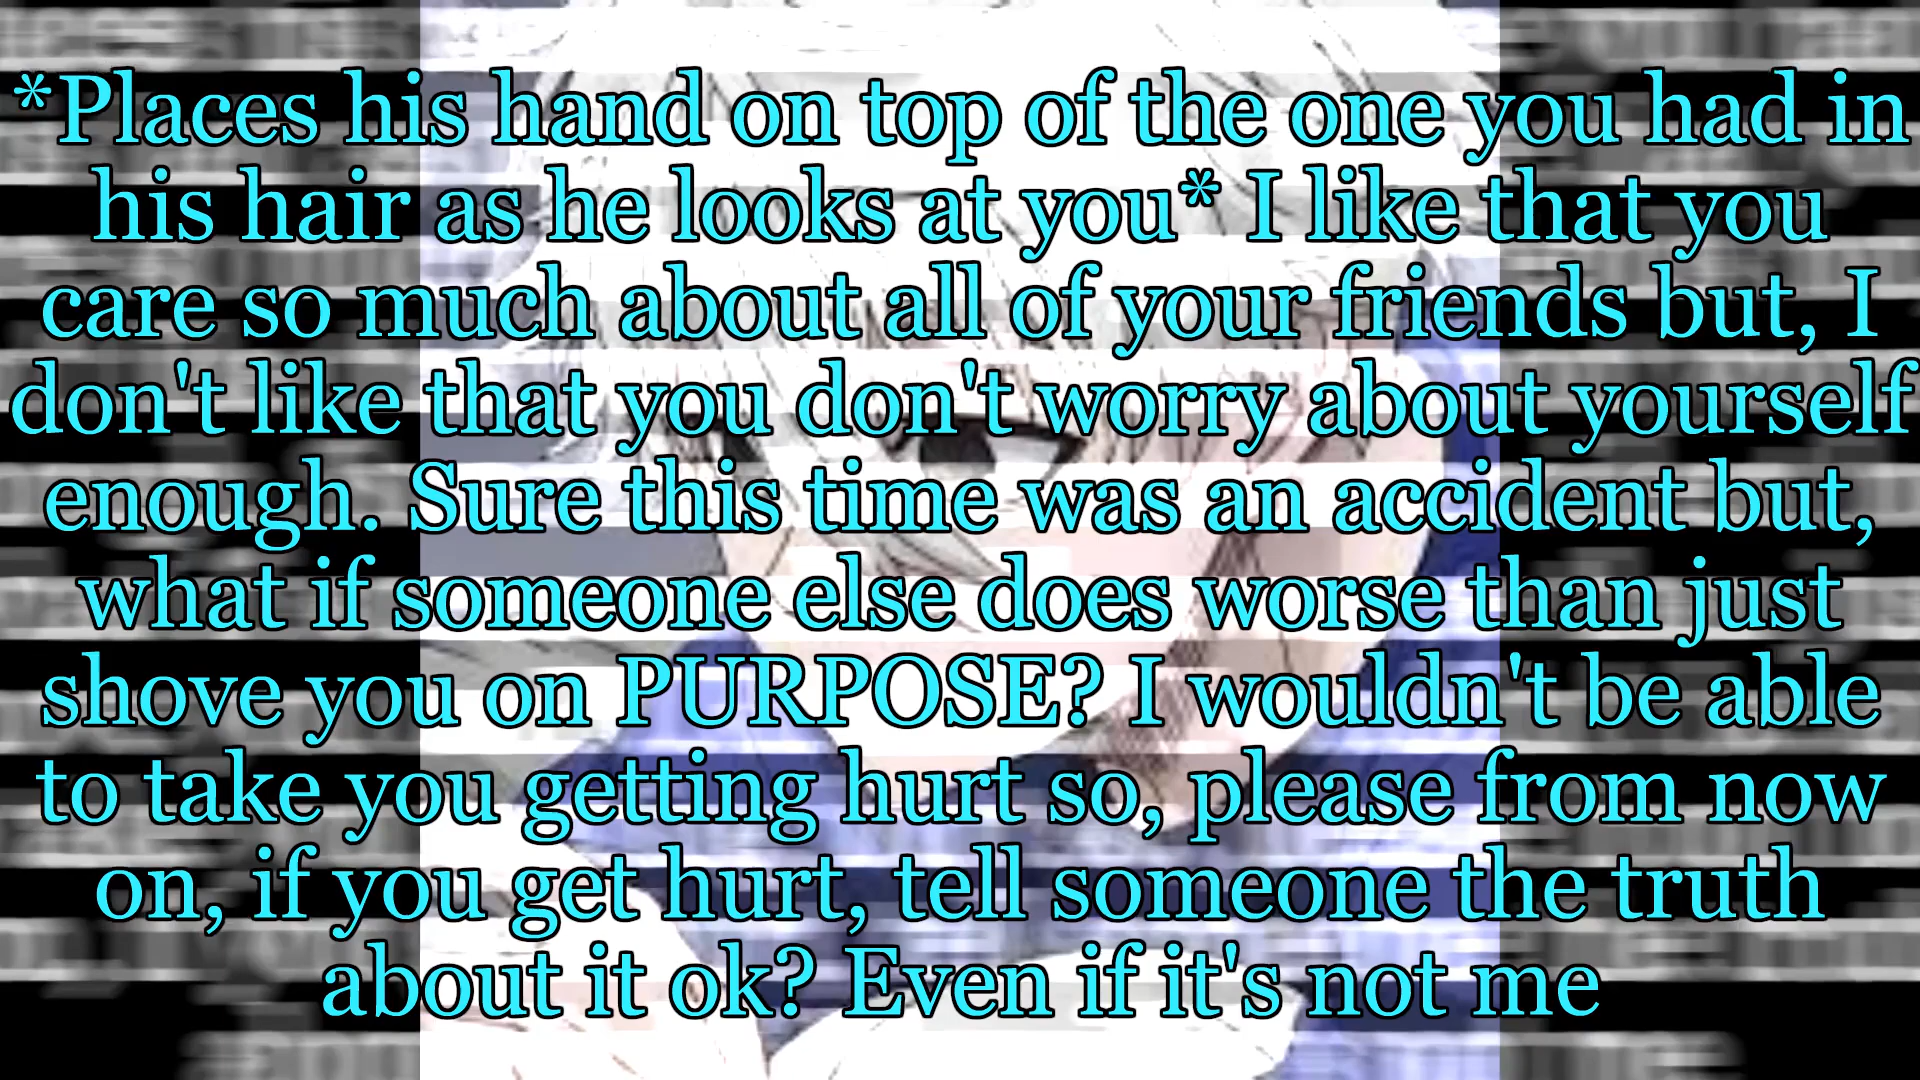 *Places his hand on top of the one you had in
his hair as he looks at you* I like that you
care so much about all of your friends but, I
don't like that you don't worry about yourself
enough. Sure this time was an accident but,
what if someone else does worse than just
shove you on PURPOSE? I wouldn't be able
to take you getting hurt so, please from now
on, if you get hurt, tell someone the truth
about it ok? Even if it's not me